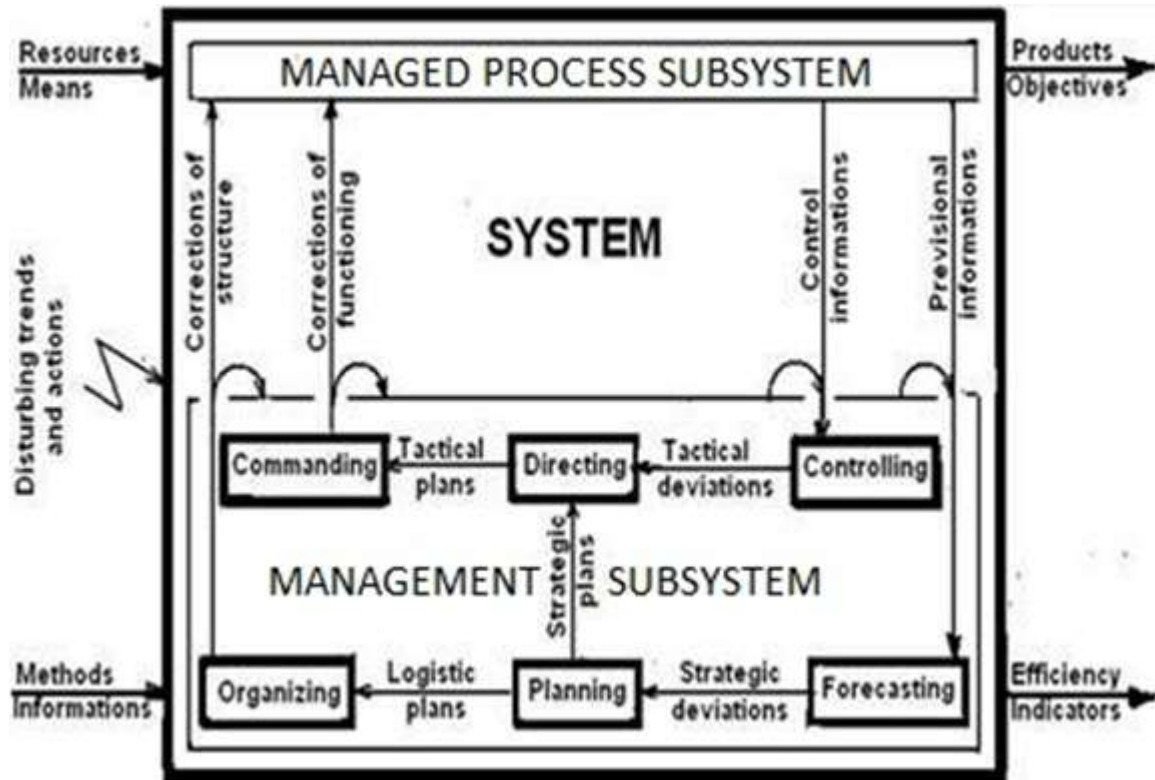 Resources
Means
MANAGED PROCESS SUBSYSTEM
Products
Objectives
Corrections of
structure
Corrections of
functioning
SYSTEM
Control
informations
Previsional
informations
Disturbing trends
and actions
Commanding
Tactical
plans
Directing
Tactical
deviations
Controlling
Strategic
plans
MANAGEMENT SUBSYSTEM
Methods
Informations
Organizing
Logistic
plans
Planning
Strategic
deviations
Forecasting
Efficiency
Indicators